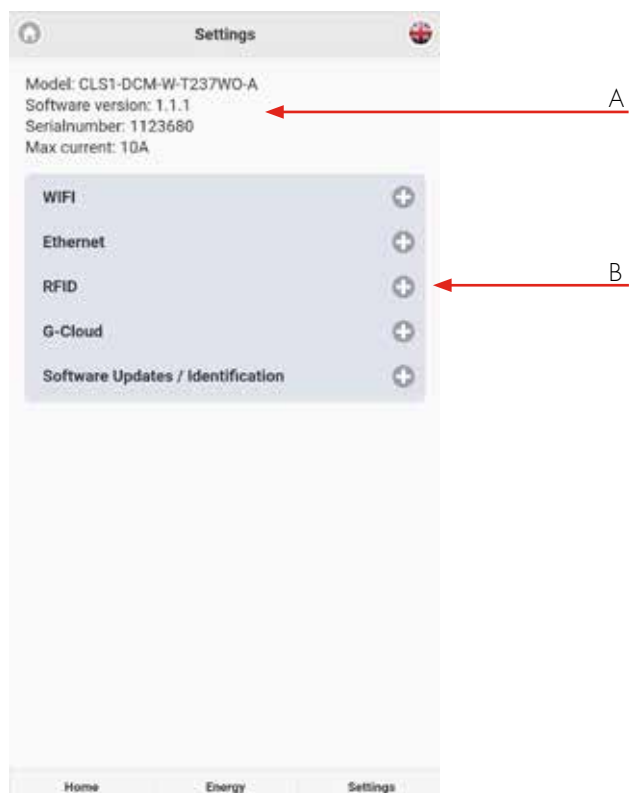 Settings
Model: CLS1-DCM-W-T237WO-A
Software version: 1.1.1
A
Serialnumber: 1123680
Max current: 10A
WIFI
Ethernet
RFID
B
G-Cloud
Software Updates / Identification
Home Energy Settings